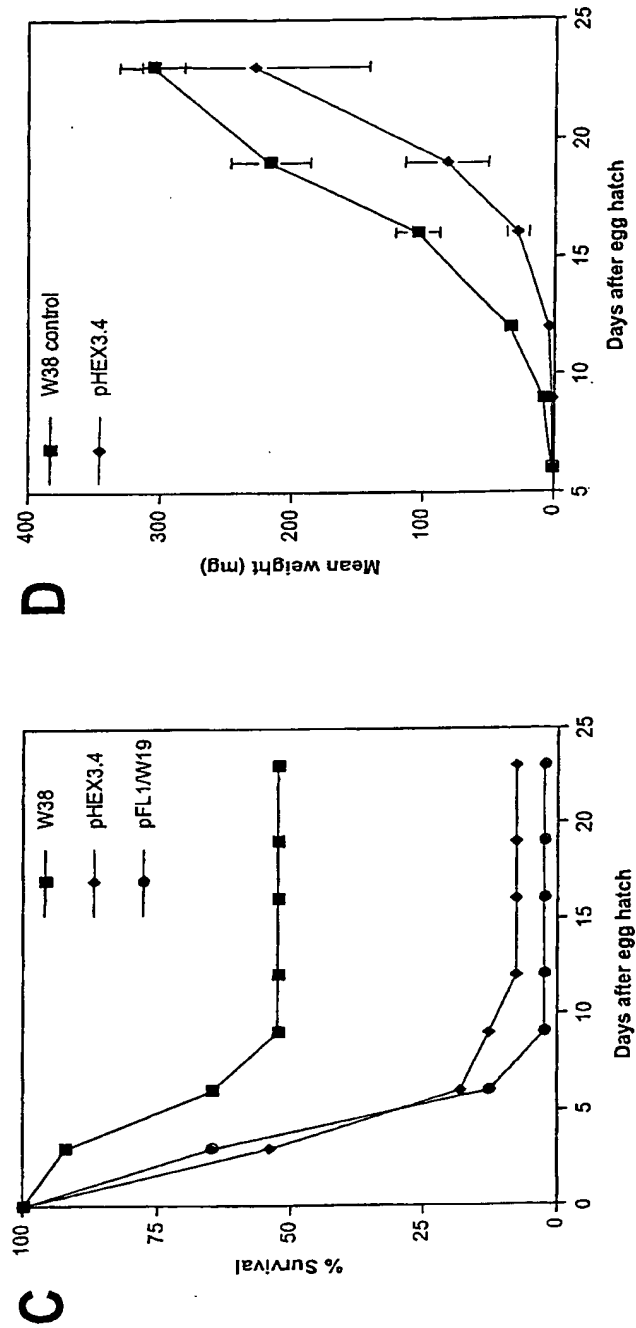 C
100
75
50
25
0
% Survival
0
5
10
15
20
25
Days after egg hatch
W38
pHEX3.4
pFL1/W19
D
400
300
200
100
0
Mean weight (mg)
5
10
15
20
25
Days after egg hatch
W38 control
pHEX3.4